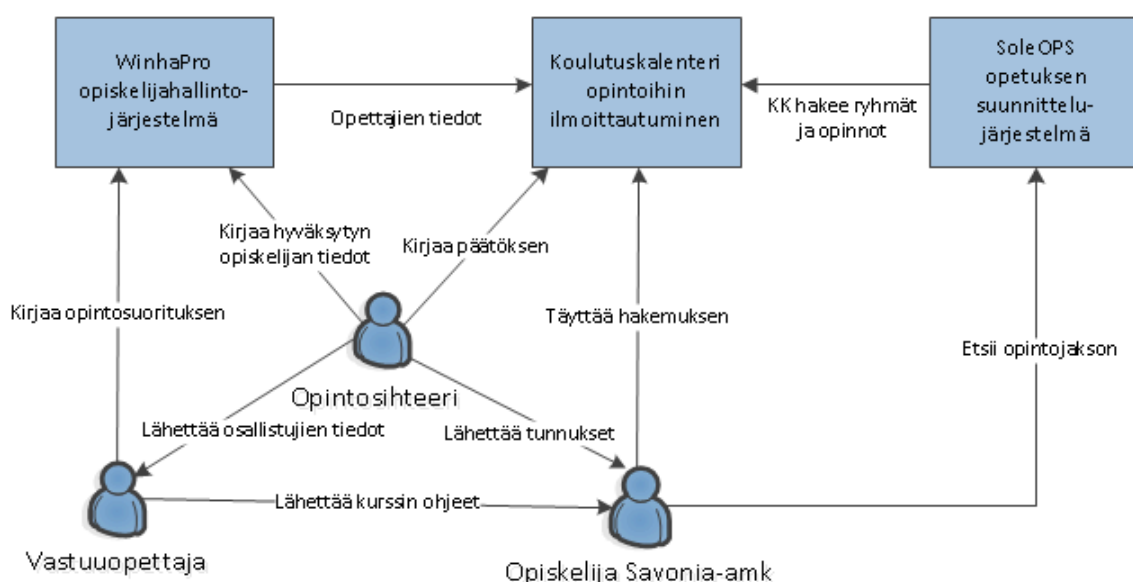 WinhaPro
opiskelijahallinto-
järjestelmä
Koulutuskalenteri
opintoihin
ilmoittautuminen
SoleOPS
opetuksen
suunnittelu-
järjestelmä
Opettajien tiedot
KK hakee ryhmät
ja opinnot
Kirjaa hyväksytyn
opiskelijan tiedot
Kirjaa päätöksen
Kirjaa opintosuorituksen
Täyttää hakemuksen
Etsii opintojakson
Opintosihteeri
Lähettää osallistujien tiedot
Lähettää tunnukset
Lähettää kurssin ohjeet
Vastuuopettaja
Opiskelija Savonia-amk